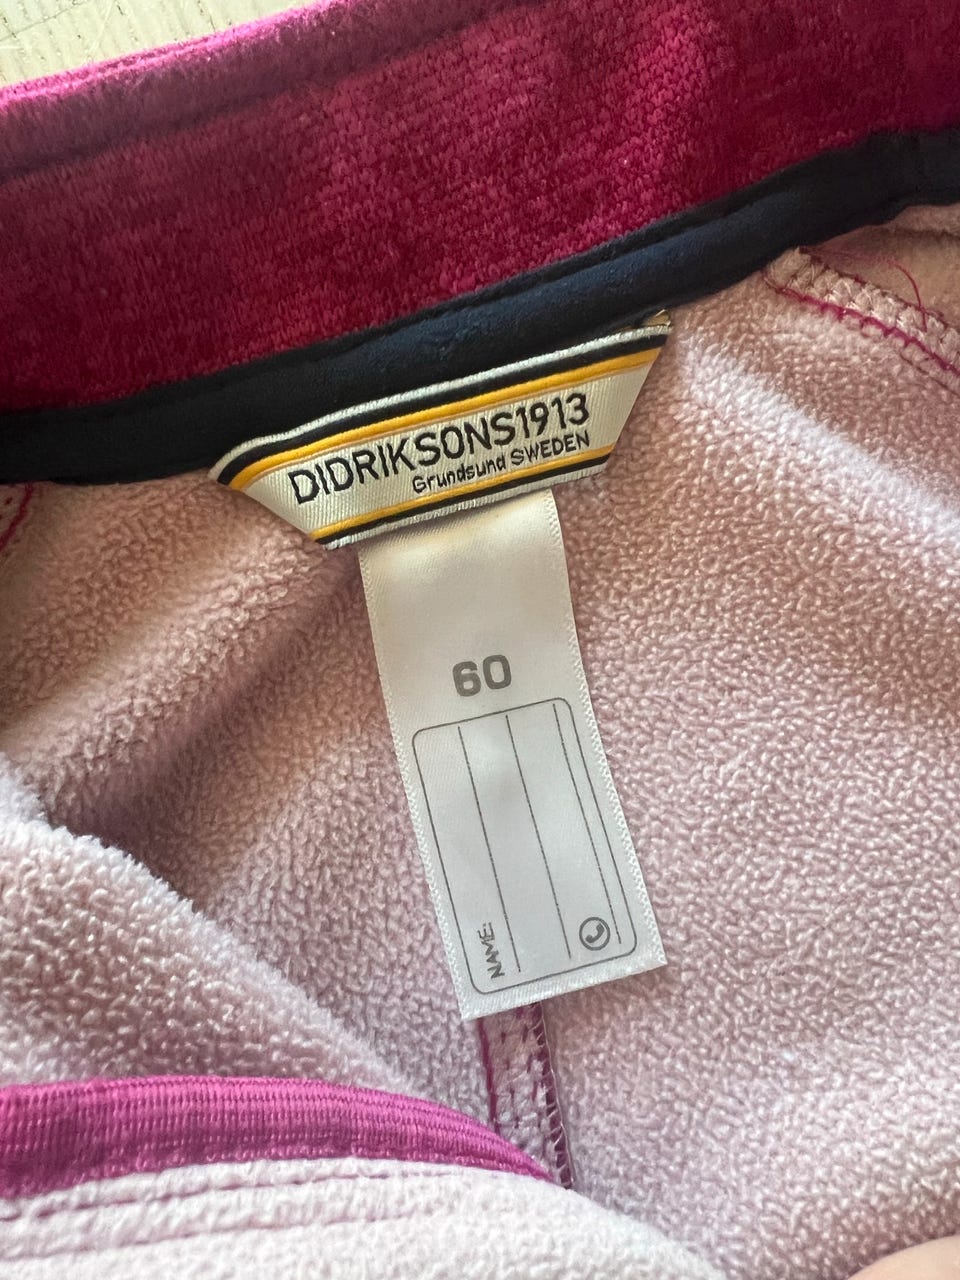 DIDRIKSONS1913
Grundsund SWEDEN
60
NAME: